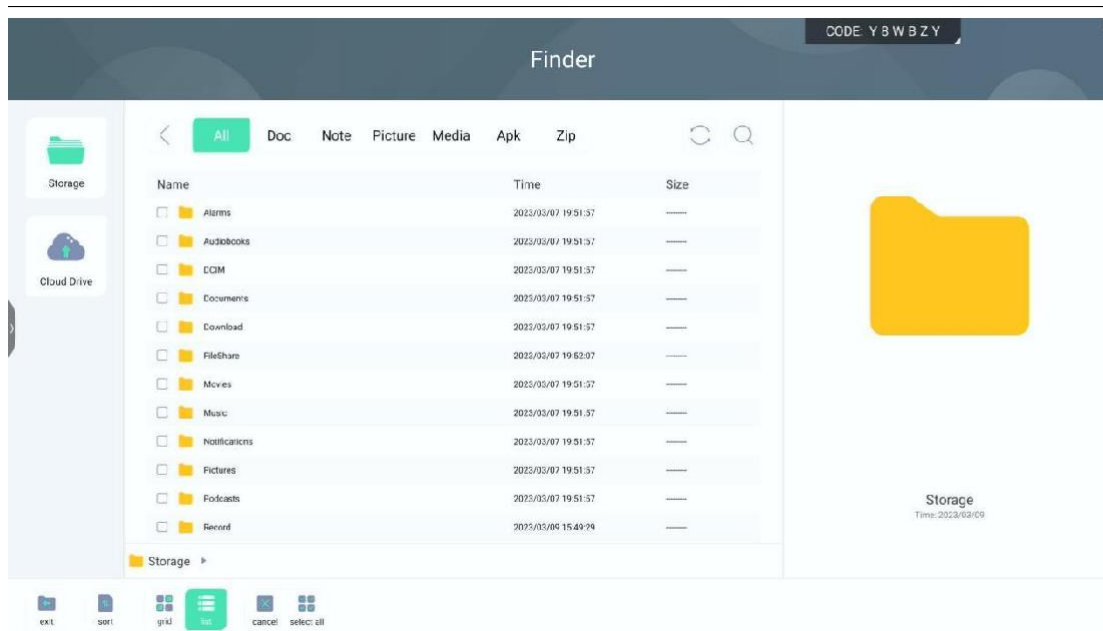 CODE: Y 8 W B Z Y
Finder
All Doc Note Picture Media Apk Zip
Storage
Cloud Drive
Name Time Size
Alarms 2023/03/07 19:51:57 -------
Audiobooks 2023/03/07 19:51:57 -------
DCIM 2023/03/07 19:51:57 -------
Documents 2023/03/07 19:51:57 -------
Download 2023/03/07 19:51:57 -------
FileShare 2023/03/07 19:52:07 -------
Movies 2023/03/07 19:51:57 -------
Music 2023/03/07 19:51:57 -------
Notifications 2023/03/07 19:51:57 -------
Pictures 2023/03/07 19:51:57 -------
Podcasts 2023/03/07 19:51:57 -------
Record 2023/03/09 15:49:29 -------
Storage
Time: 2023/03/09
Storage
exit sort grid list cancel select all